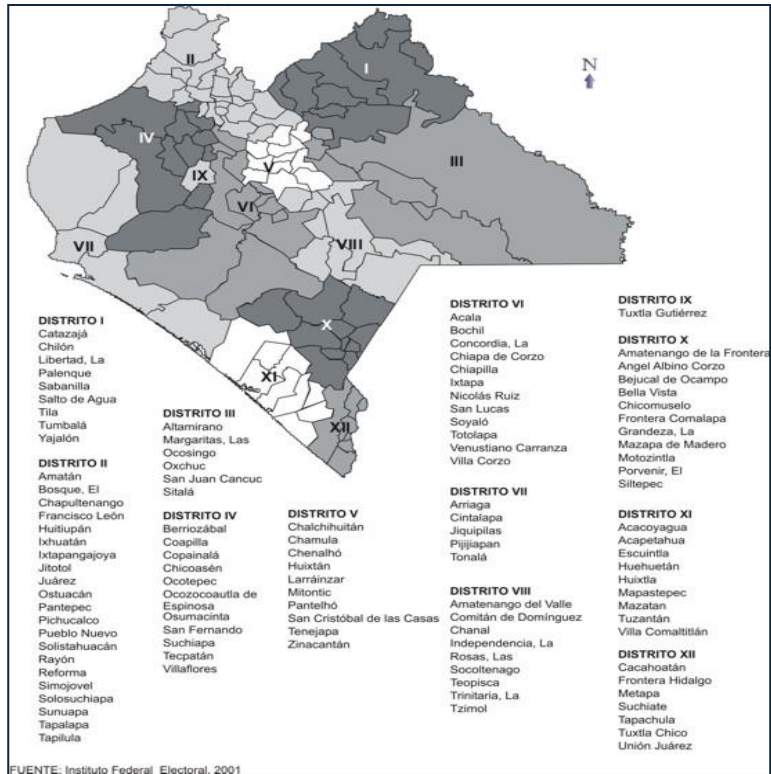 II
I
N
IV
III
IX
V
VI
VII
VIII
X
XI
XII
DISTRITO I
Catazajá
Chilón
Libertad, La
Palenque
Sabanilla
Salto de Agua
Tila
Tumbalá
Yajalón
DISTRITO II
Amatán
Bosque, El
Chapultenango
Francisco León
Huitiupán
Ixhuatán
Ixtapangajoya
Jitotol
Juárez
Ostuacán
Pantepec
Pichucalco
Pueblo Nuevo
Solistahuacán
Rayón
Reforma
Simojovel
Solosuchiapa
Sunuapa
Tapalapa
Tapilula
DISTRITO III
Altamirano
Margaritas, Las
Ocosingo
Oxchuc
San Juan Cancuc
Sitalá
DISTRITO IV
Berriozábal
Coapilla
Copainalá
Chicoasén
Ocotepec
Ocozocoautla de
Espinosa
Osumacinta
San Fernando
Suchiapa
Tecpatán
Villaflores
DISTRITO V
Chalchihuitán
Chamula
Chenalhó
Huixtán
Larráinzar
Mitontic
Pantelhó
San Cristóbal de las Casas
Tenejapa
Zinacantán
DISTRITO VI
Acala
Bochil
Concordia, La
Chiapa de Corzo
Chiapilla
Ixtapa
Nicolás Ruiz
San Lucas
Soyaló
Totolapa
Venustiano Carranza
Villa Corzo
DISTRITO VII
Arriaga
Cintalapa
Jiquipilas
Pijijiapan
Tonalá
DISTRITO VIII
Amatenango del Valle
Comitán de Domínguez
Chanal
Independencia, La
Rosas, Las
Socoltenango
Teopisca
Trinitaria, La
Tzimol
DISTRITO IX
Tuxtla Gutiérrez
DISTRITO X
Amatenango de la Frontera
Angel Albino Corzo
Bejucal de Ocampo
Bella Vista
Chicomuselo
Frontera Comalapa
Grandeza, La
Mazapa de Madero
Motozintla
Porvenir, El
Siltepec
DISTRITO XI
Acacoyagua
Acapetahua
Escuintla
Huehuetán
Huixtla
Mapastepec
Mazatan
Tuzantán
Villa Comaltitlán
DISTRITO XII
Cacahoatán
Frontera Hidalgo
Metapa
Suchiate
Tapachula
Tuxtla Chico
Unión Juárez
FUENTE: Instituto Federal Electoral, 2001